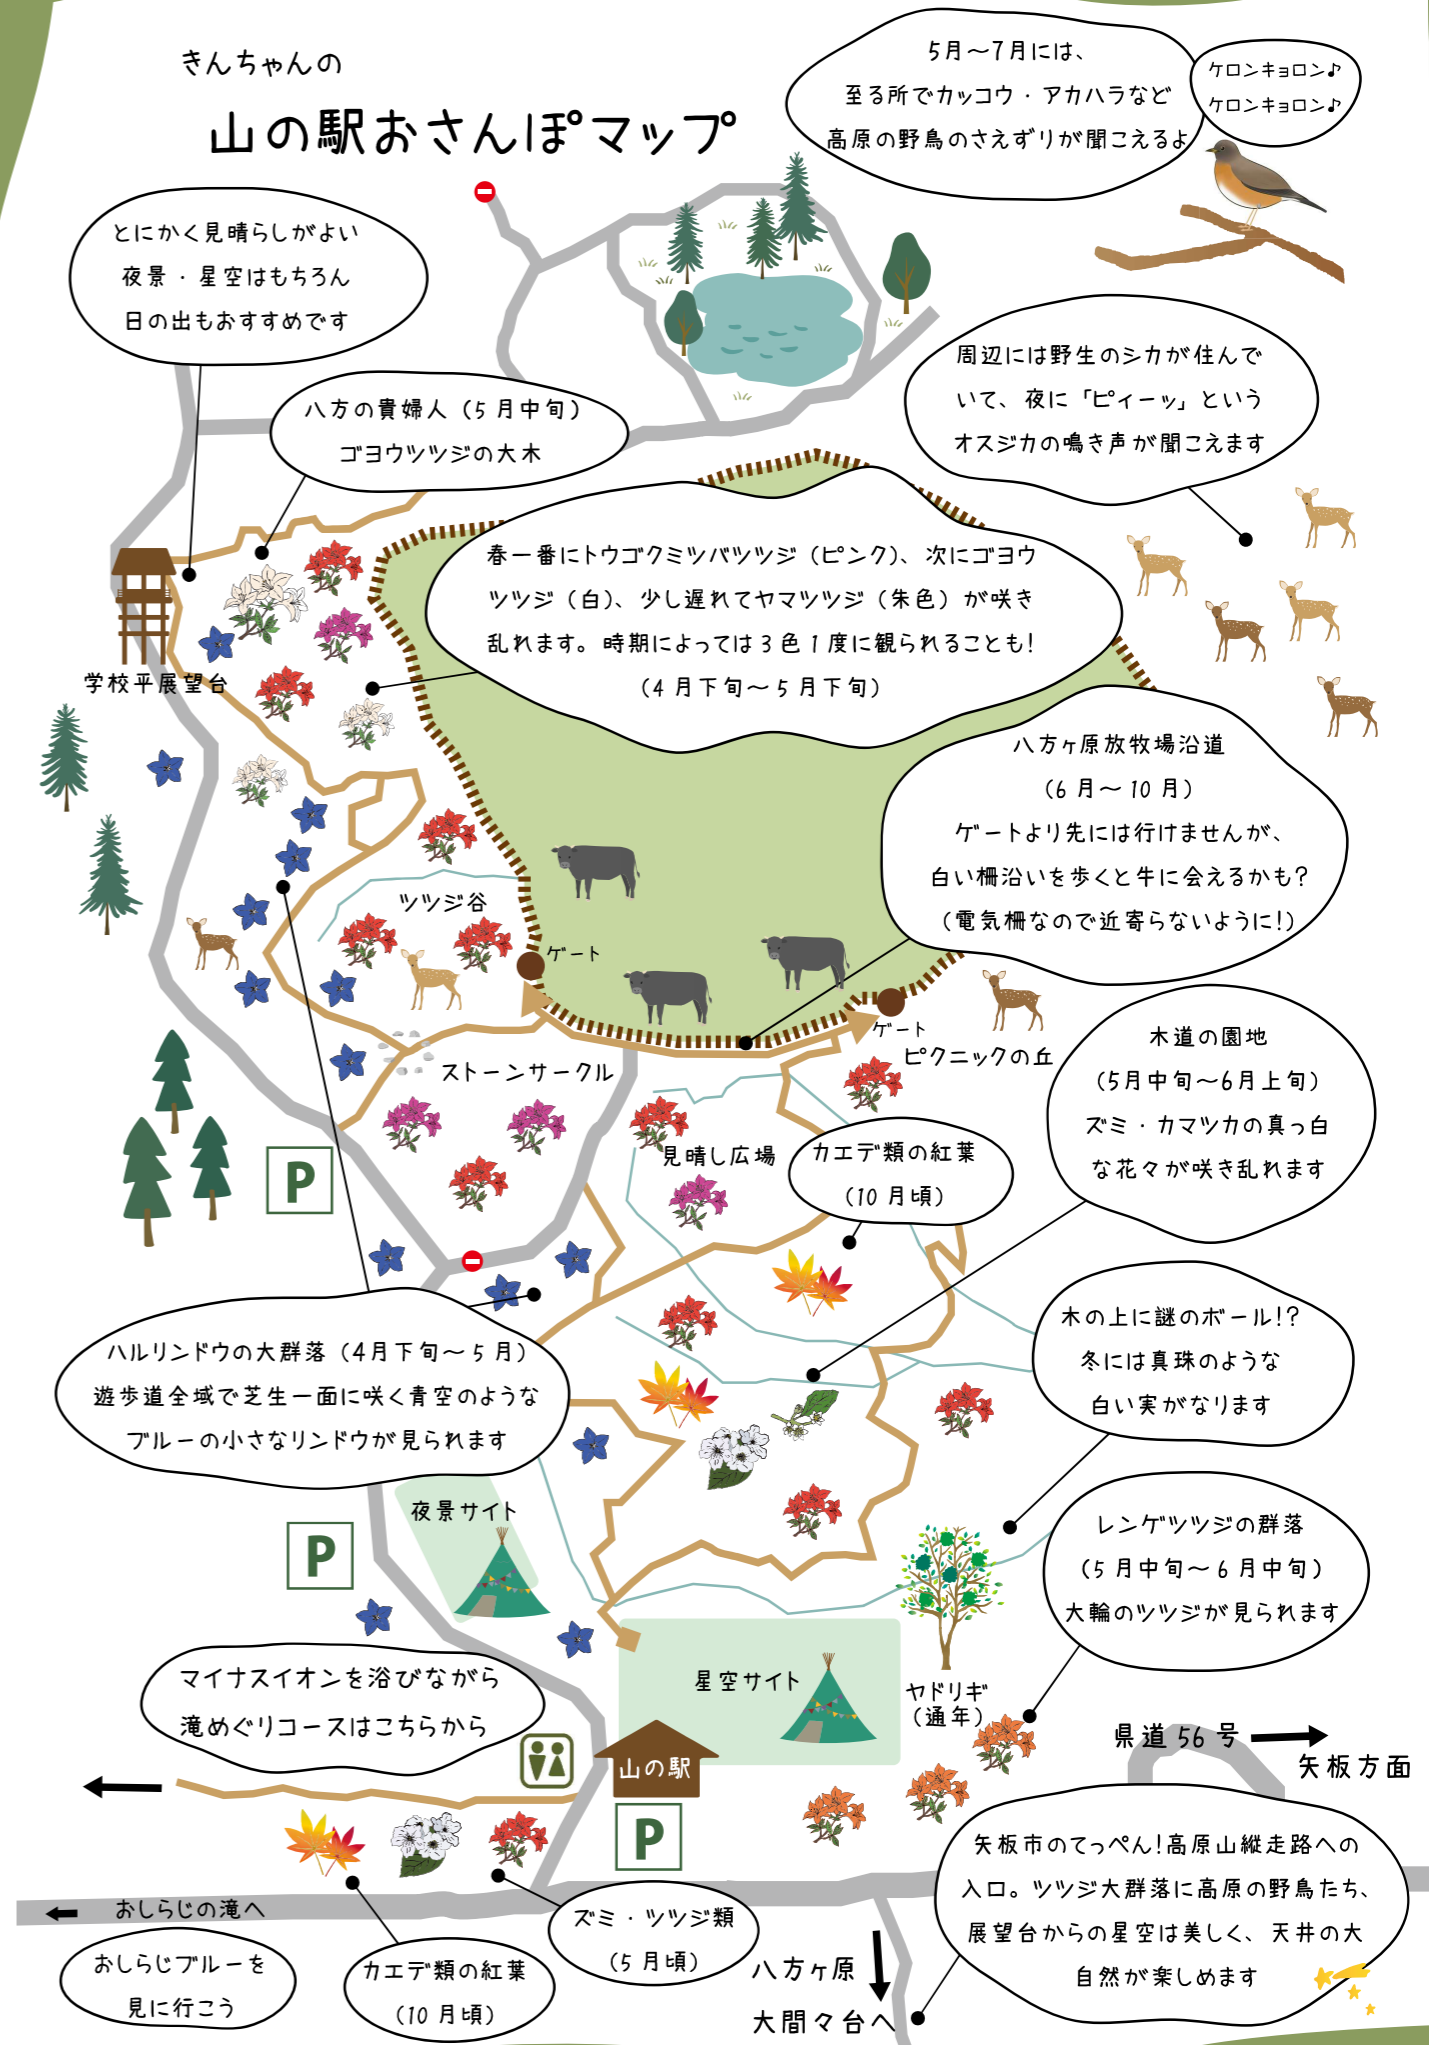 きんちゃんの
山の駅おさんぽマップ
5月～7月には、
至る所でカッコウ・アカハラなど
高原の野鳥のさえずりが聞こえるよ
ケロンキョロン♪
ケロンキョロン♪
とにかく見晴らしがよい
夜景・星空はもちろん
日の出もおすすめです
八方の貴婦人（5月中旬）
ゴヨウツツジの大木
周辺には野生のシカが住んで
いて、夜に「ピィーッ」という
オスジカの鳴き声が聞こえます
春一番にトウゴクミツバツツジ（ピンク）、次にゴヨウ
ツツジ（白）、少し遅れてヤマツツジ（朱色）が咲き
乱れます。時期によっては3色1度に観られることも！
（4月下旬～5月下旬）
学校平展望台
八方ヶ原放牧場沿道
（6月～10月）
ゲートより先には行けませんが、
白い柵沿いを歩くと牛に会えるかも？
（電気柵なので近寄らないように！）
ツツジ谷
ゲート
ゲート
ピクニックの丘
ストーンサークル
木道の園地
（5月中旬～6月上旬）
ズミ・カマツカの真っ白
な花々が咲き乱れます
見晴し広場
カエデ類の紅葉
（10月頃）
P
木の上に謎のボール！？
冬には真珠のような
白い実がなります
ハルリンドウの大群落（4月下旬～5月）
遊歩道全域で芝生一面に咲く青空のような
ブルーの小さなリンドウが見られます
夜景サイト
P
レンゲツツジの群落
（5月中旬～6月中旬）
大輪のツツジが見られます
マイナスイオンを浴びながら
滝めぐりコースはこちらから
星空サイト
ヤドリギ
（通年）
山の駅
P
県道56号
矢板方面
矢板市のてっぺん！高原山縦走路への
入口。ツツジ大群落に高原の野鳥たち、
展望台からの星空は美しく、天井の大
自然が楽しめます
おしらじの滝へ
おしらじブルーを
見に行こう
カエデ類の紅葉
（10月頃）
ズミ・ツツジ類
（5月頃）
八方ヶ原
大間々台へ